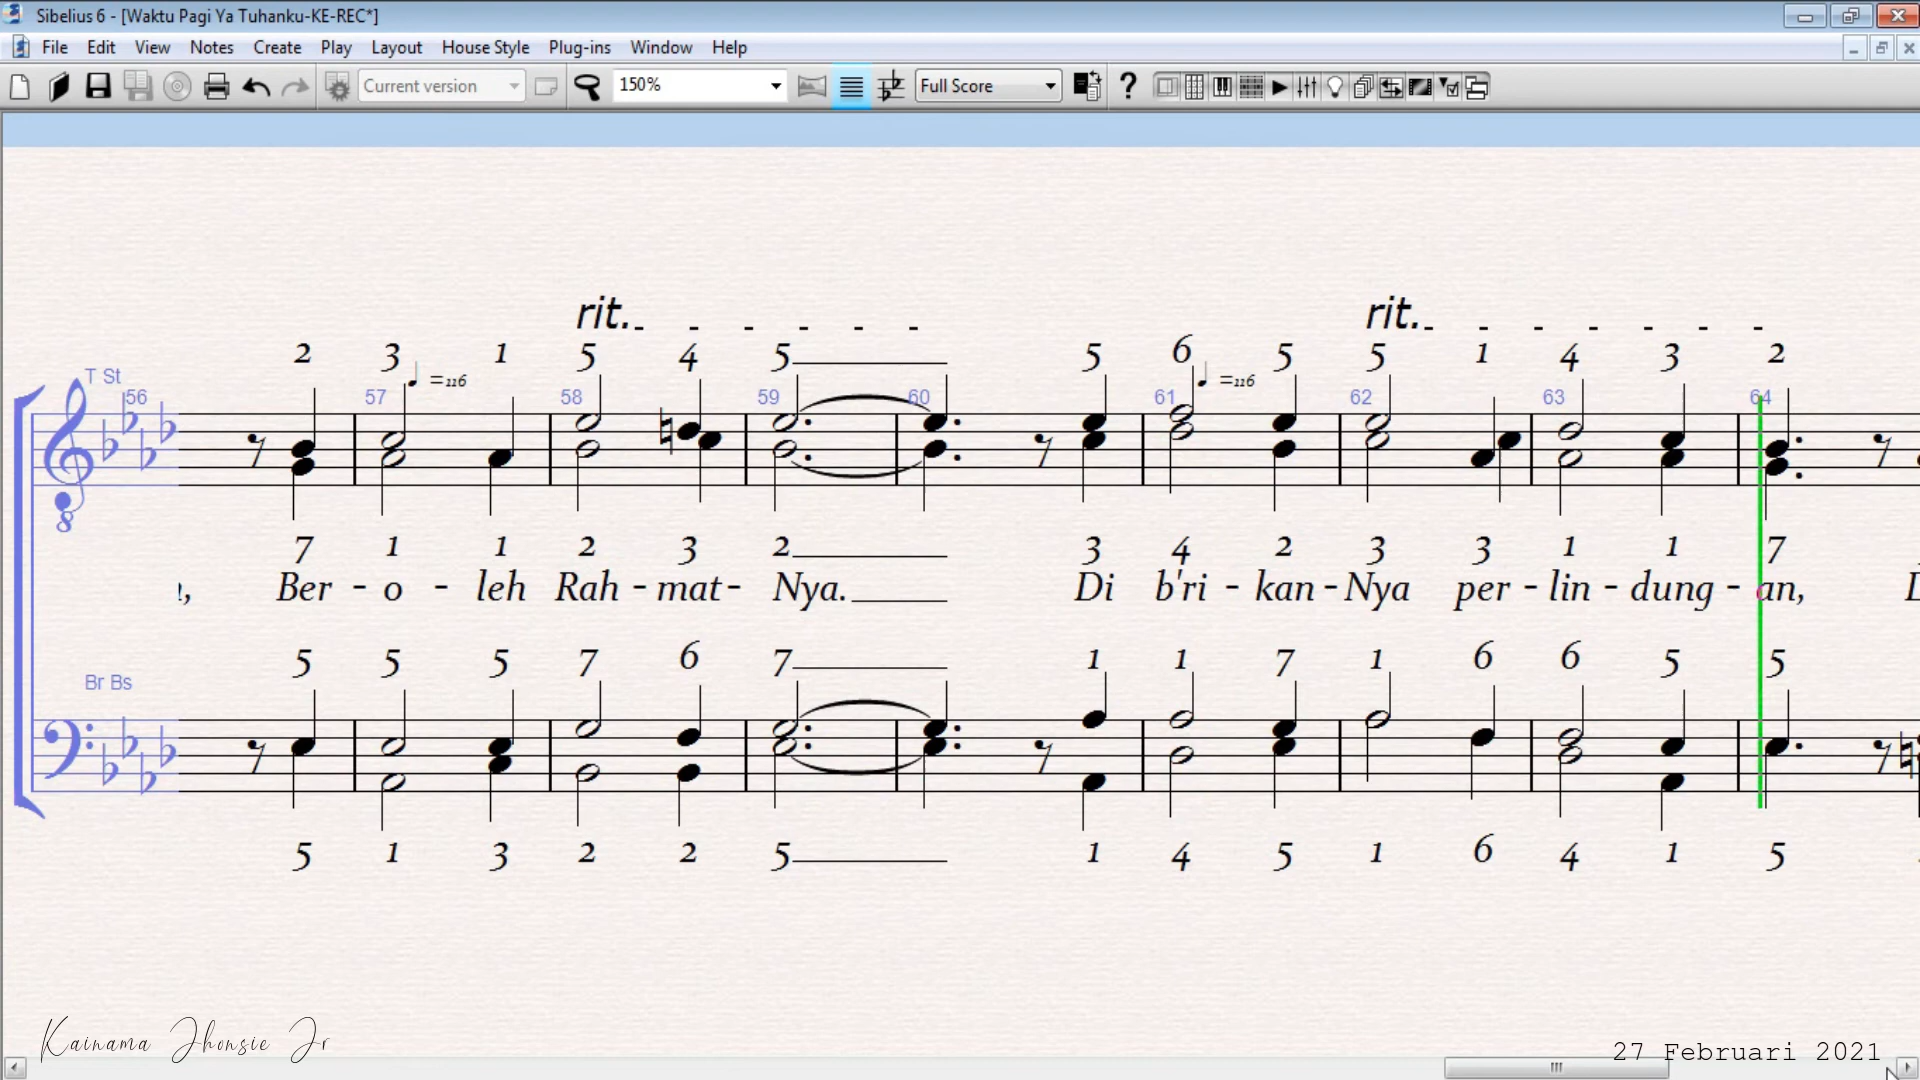 Sibelius 6 - [Waktu Pagi Ya Tuhanku-KE-REC*]
File Edit View Notes Create Play Layout House Style Plug-ins Window Help
Current version 150% Full Score ?
rit. rit.
2 3 1 5 4 5 5 6 5 5 1 4 3 2
=116 =116
T St
56 57 58 59 60 61 62 63 64
8
7 1 1 2 3 2 3 4 2 3 3 1 1 7
Ber - o - leh Rah - mat - Nya. Di b'ri - kan - Nya per - lin - dung - an,
5 5 5 7 6 7 1 1 7 1 6 6 5 5
Br Bs
5 1 3 2 2 5 1 4 5 1 6 4 1 5
Kainama Jhonsie Jr
27 Februari 2021